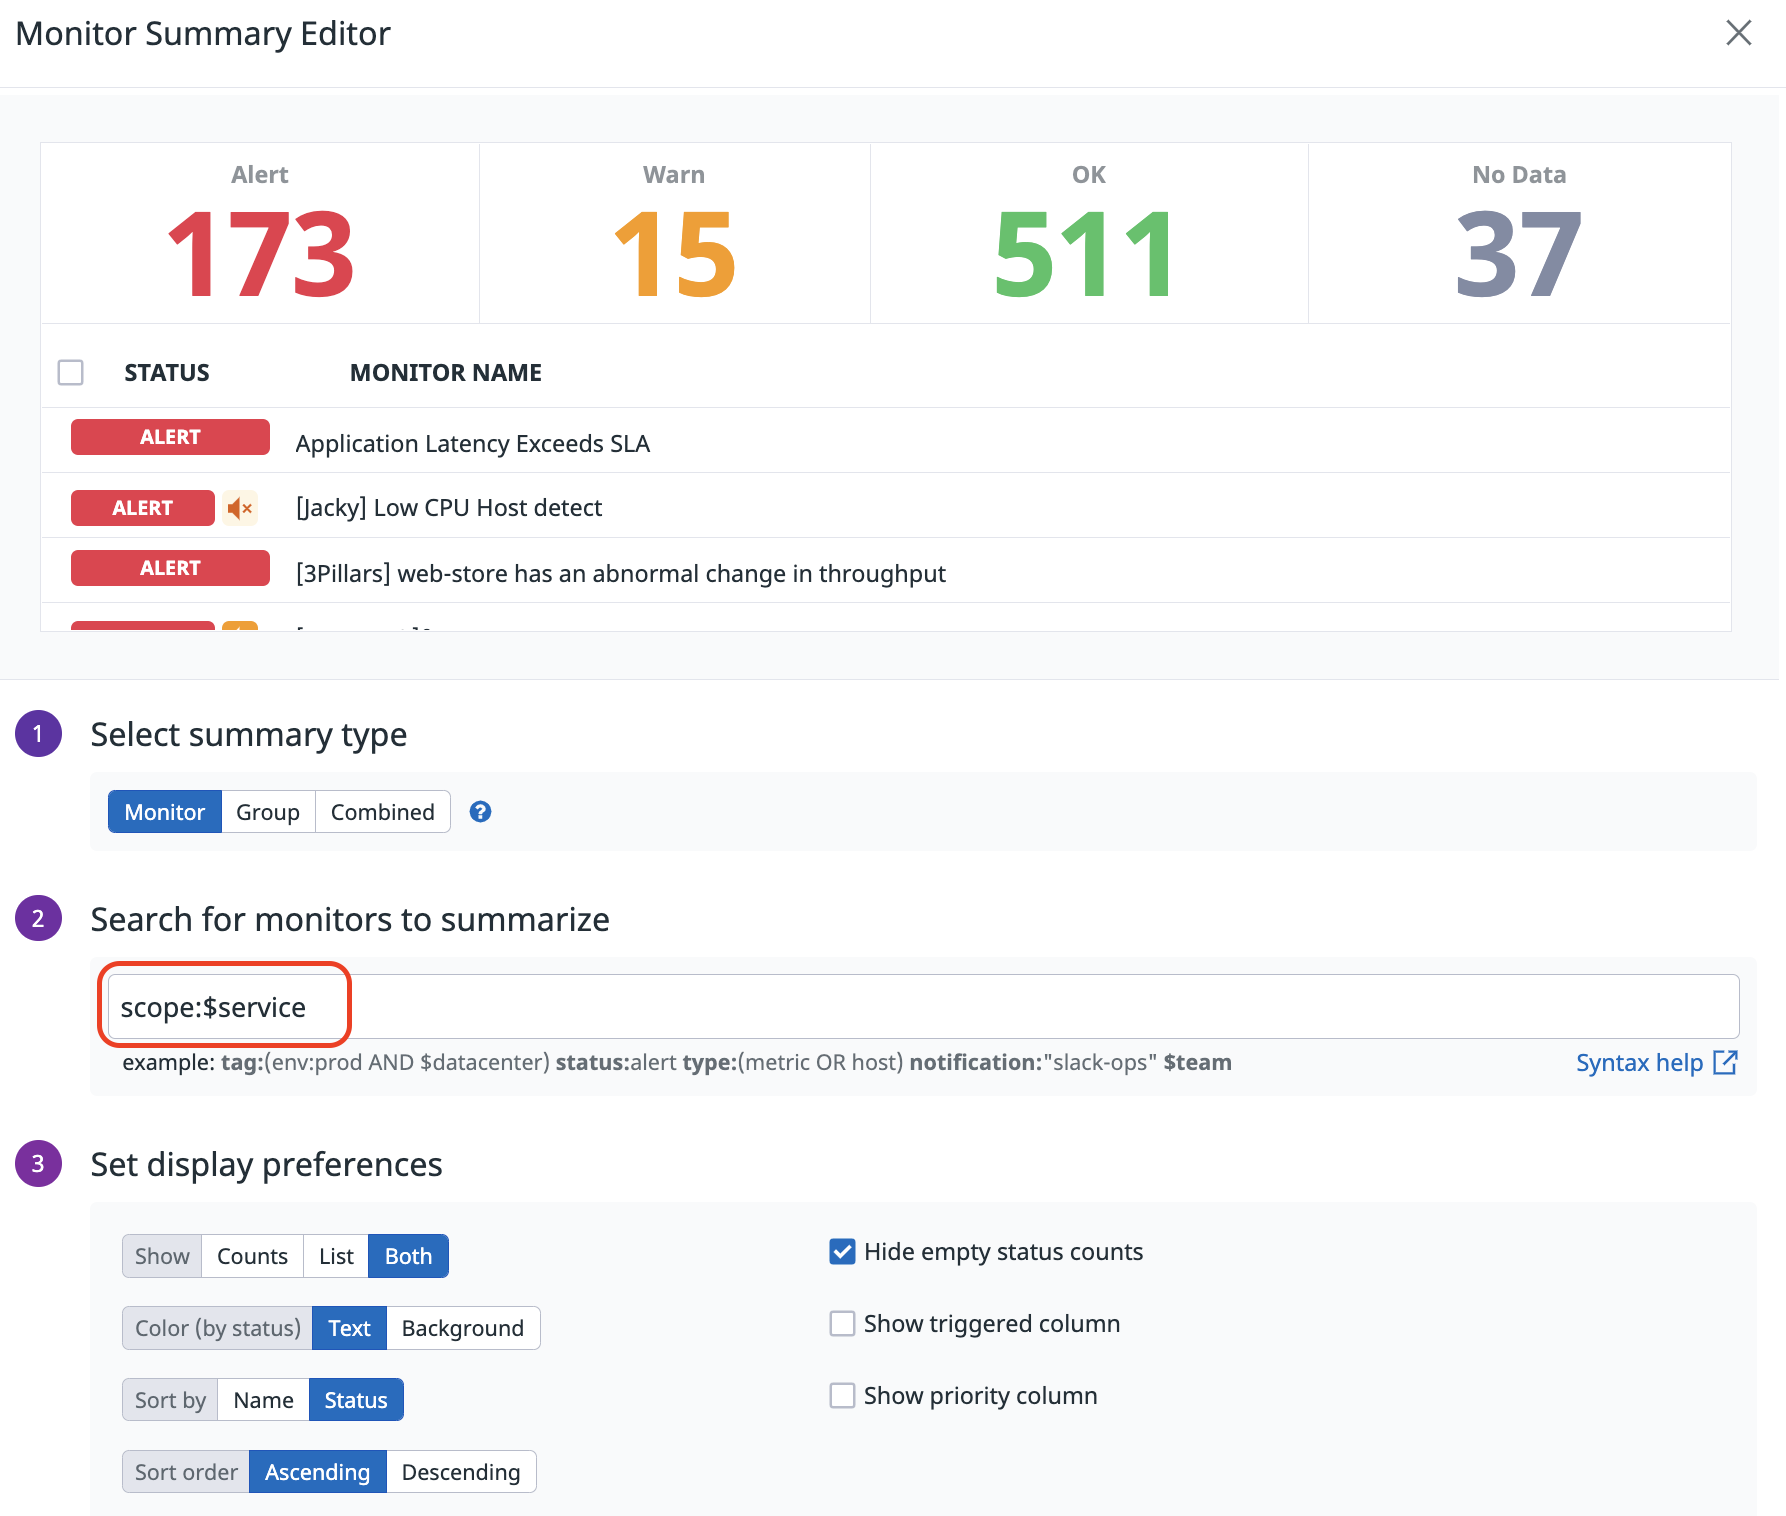 Monitor Summary Editor
Alert Warn OK No Data
173 15 511 37
STATUS MONITOR NAME
ALERT Application Latency Exceeds SLA
ALERT [Jacky] Low CPU Host detect
ALERT [3Pillars] web-store has an abnormal change in throughput
1 Select summary type
Monitor Group Combined ?
2 Search for monitors to summarize
scope:$service
example: tag:(env:prod AND $datacenter) status:alert type:(metric OR host) notification:"slack-ops" $team Syntax help
3 Set display preferences
Show Counts List Both Hide empty status counts
Color (by status) Text Background Show triggered column
Sort by Name Status Show priority column
Sort order Ascending Descending